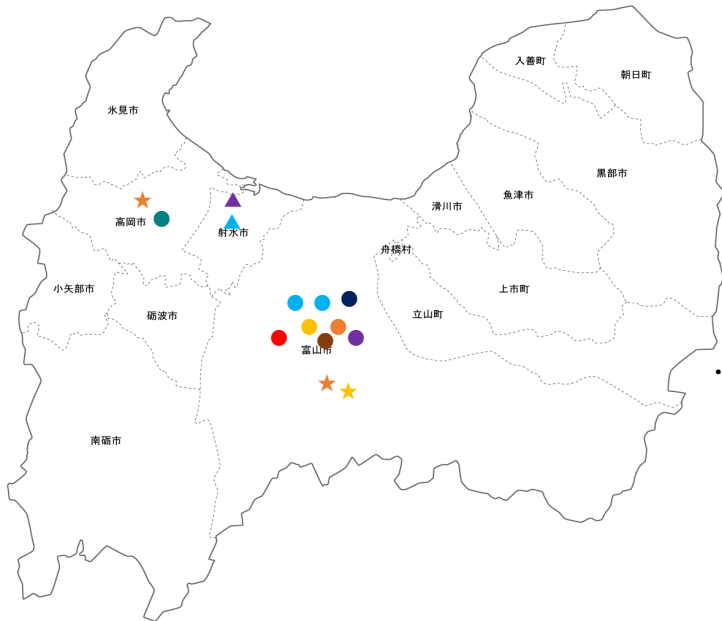 入善町
朝日町
氷見市
黒部市
魚津市
滑川市
高岡市
射水市
舟橋村
小矢部市
砺波市
上市町
立山町
富山市
南砺市